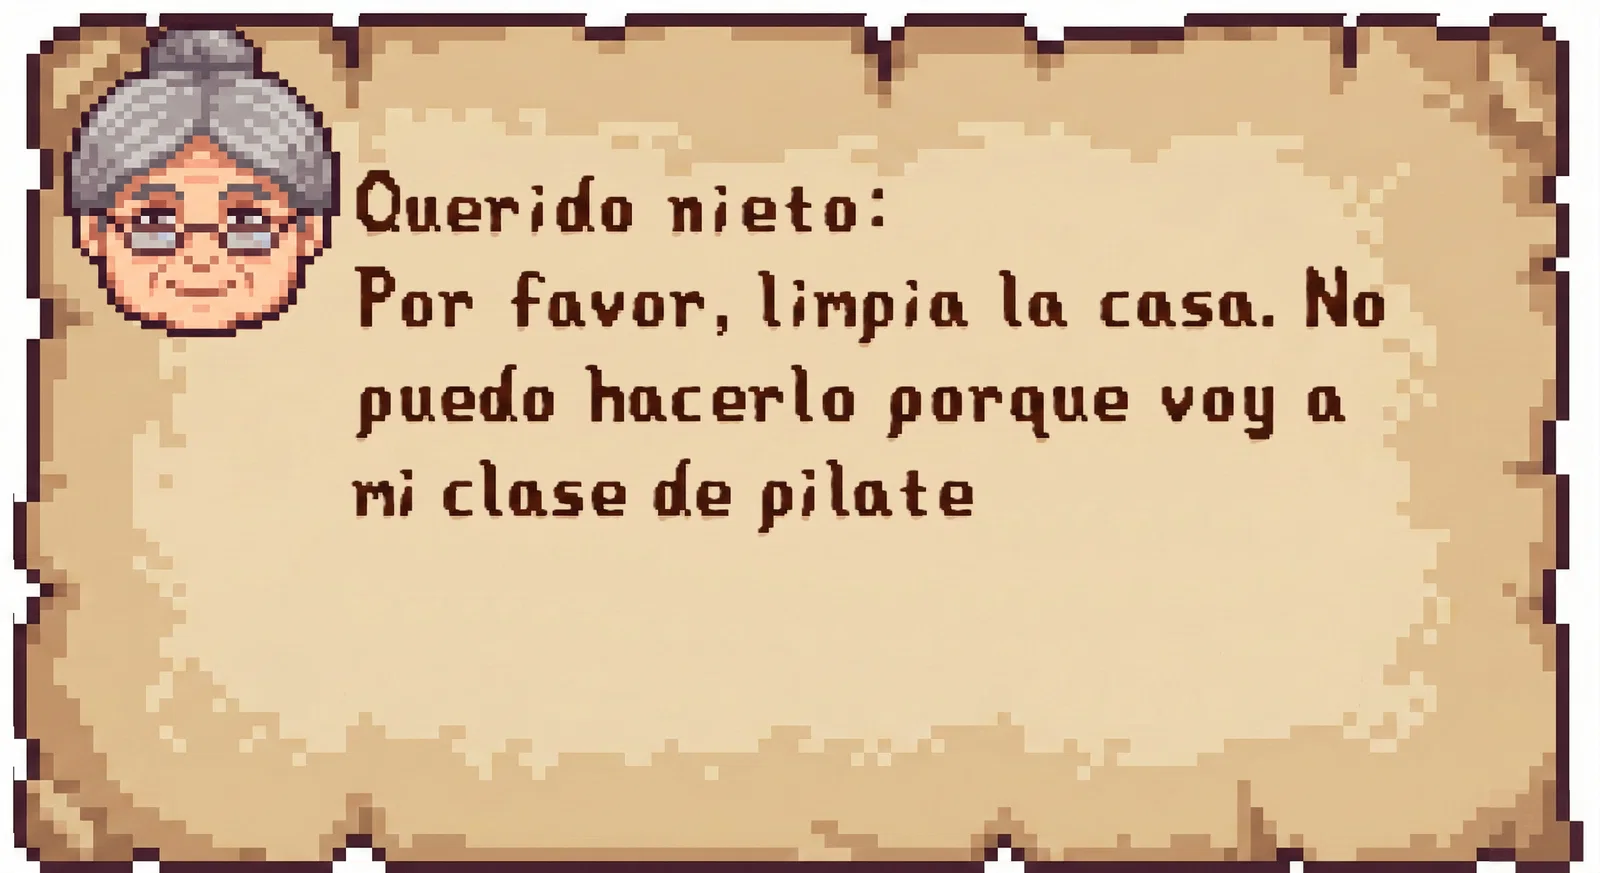 Querido nieto:
Por favor, limpia la casa. No
puedo hacerlo porque voy a
mi clase de pilate